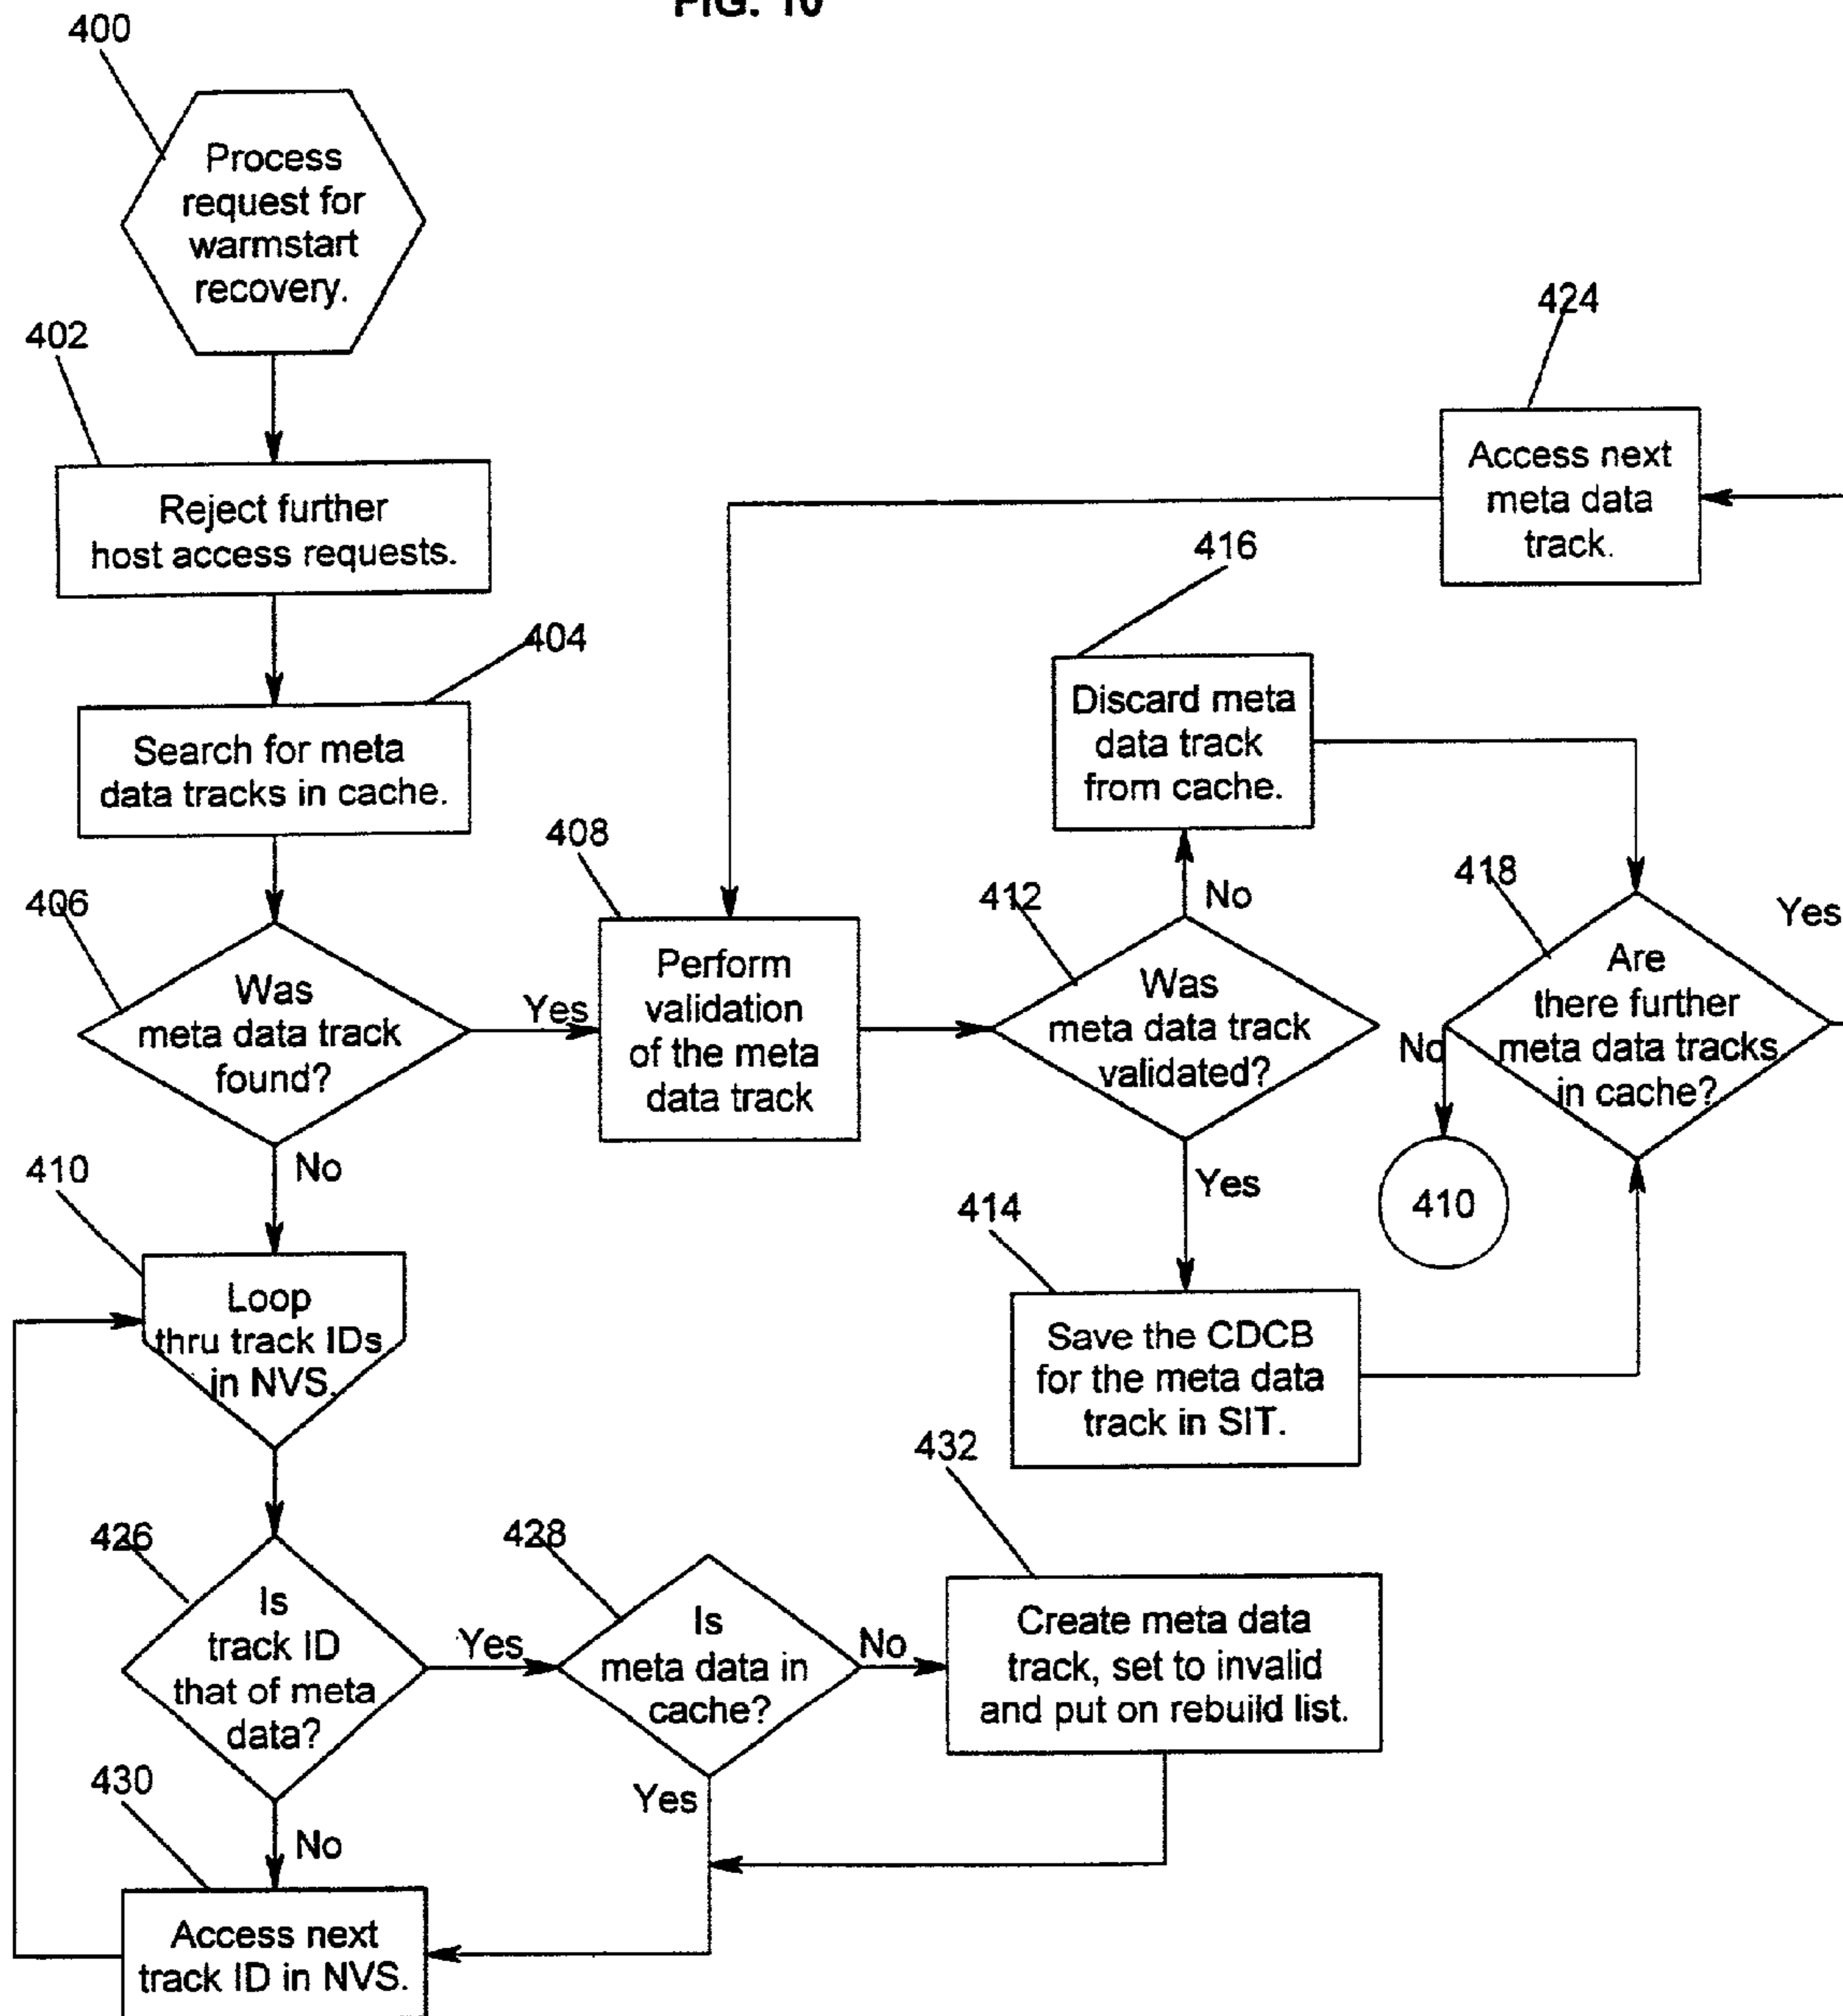 FIG. 10
400
Process
request for
warmstart
recovery.
402
Reject further
host access requests.
404
Search for meta
data tracks in cache.
406
Was
meta data track
found?
Yes
No
408
Perform
validation
of the meta
data track
412
Was
meta data track
validated?
No
Yes
416
Discard meta
data track
from cache.
414
Save the CDCB
for the meta data
track in SIT.
418
Are
there further
meta data tracks
in cache?
Yes
No
410
424
Access next
meta data
track.
410
Loop
thru track IDs
in NVS.
426
Is
track ID
that of meta
data?
Yes
No
428
Is
meta data in
cache?
No
Yes
432
Create meta data
track, set to invalid
and put on rebuild list.
430
Access next
track ID in NVS.